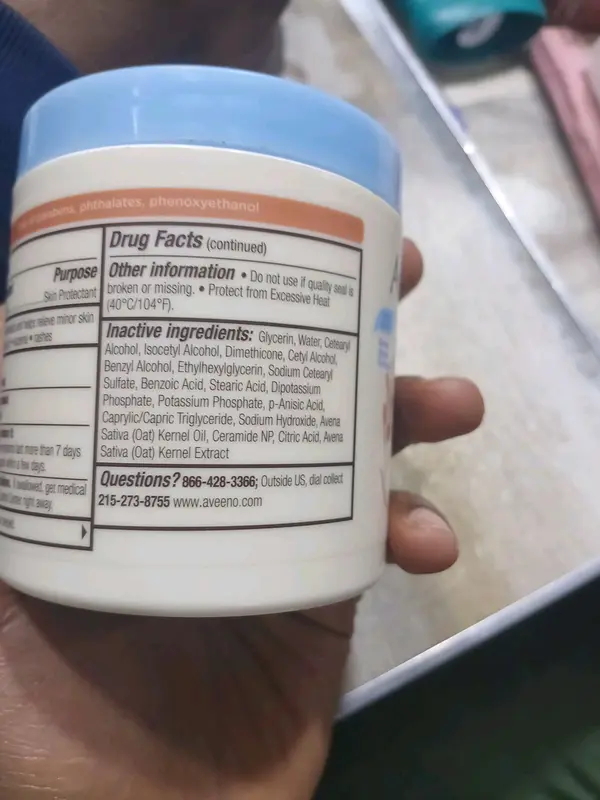 parabens, phthalates, phenoxyethanol
Purpose
Skin Protectant
and helps relieve minor skin
• rashes
more than 7 days
within a few days.
If swallowed, get medical
right away.
Drug Facts (continued)
Other information • Do not use if quality seal is
broken or missing. • Protect from Excessive Heat
(40°C/104°F).
Inactive ingredients: Glycerin, Water, Cetearyl
Alcohol, Isocetyl Alcohol, Dimethicone, Cetyl Alcohol,
Benzyl Alcohol, Ethylhexylglycerin, Sodium Cetearyl
Sulfate, Benzoic Acid, Stearic Acid, Dipotassium
Phosphate, Potassium Phosphate, p-Anisic Acid,
Caprylic/Capric Triglyceride, Sodium Hydroxide, Avena
Sativa (Oat) Kernel Oil, Ceramide NP, Citric Acid, Avena
Sativa (Oat) Kernel Extract
Questions? 866-428-3366; Outside US, dial collect
215-273-8755 www.aveeno.com
A